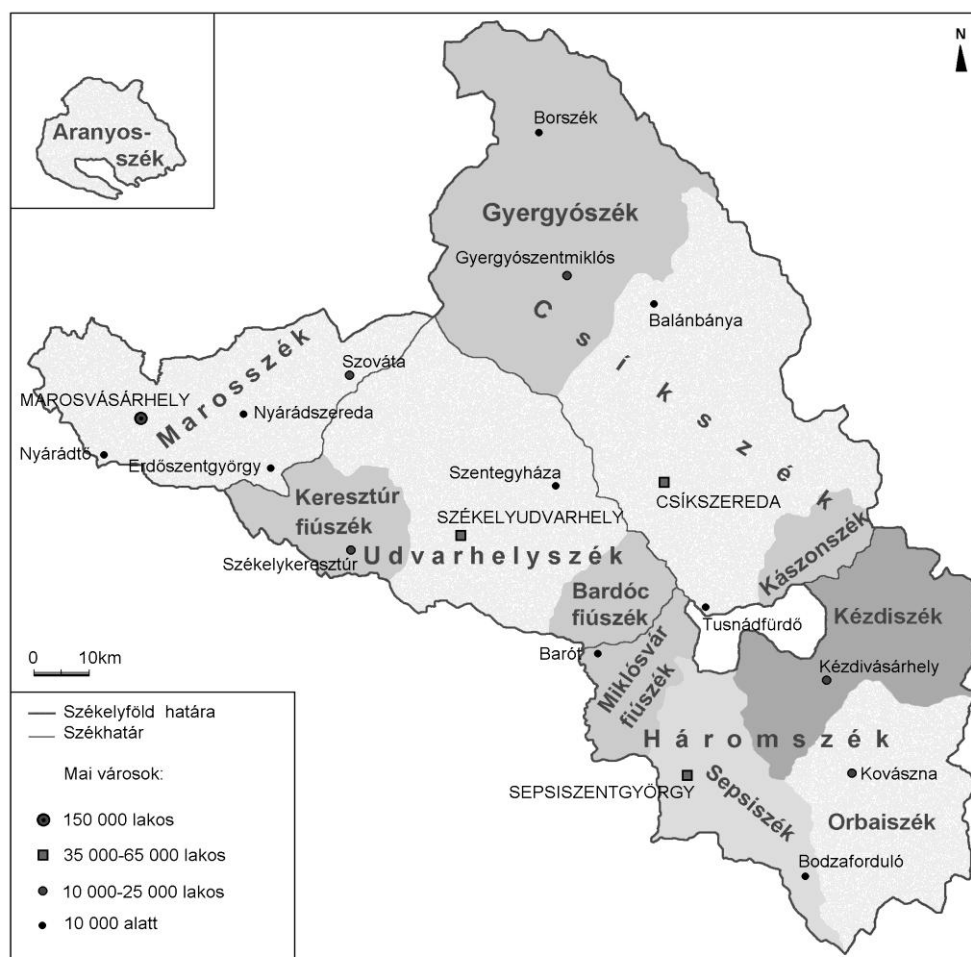 N
Aranyos-
szék
Borszék
Gyergyószék
Gyergyószentmiklós
Csíkszék
Balánbánya
Marosszék
Szováta
MAROSVÁSÁRHELY
Nyárádszereda
Nyárádtő
Erdőszentgyörgy
Szentegyháza
CSÍKSZEREDA
Keresztúr
fiúszék
SZÉKELYUDVARHELY
Székelykeresztúr
Udvarhelyszék
Kászonszék
Bardóc
fiúszék
Tusnádfürdő
Kézdiszék
Barót
Miklósvár
fiúszék
Kézdivásárhely
Háromszék
Sepsiszék
Kovászna
SEPSISZENTGYÖRGY
Orbaiszék
Bodzaforduló
0 10km
Székelyföld határa
Székhatár
Mai városok:
150 000 lakos
35 000-65 000 lakos
10 000-25 000 lakos
10 000 alatt